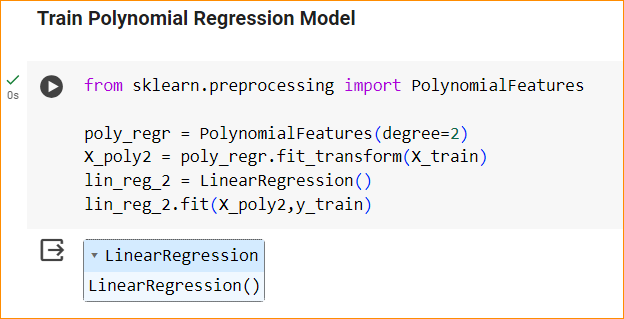 Train Polynomial Regression Model
0s
from sklearn.preprocessing import PolynomialFeatures
poly_regr = PolynomialFeatures(degree=2)
X_poly2 = poly_regr.fit_transform(X_train)
lin_reg_2 = LinearRegression()
lin_reg_2.fit(X_poly2,y_train)
LinearRegression
LinearRegression()